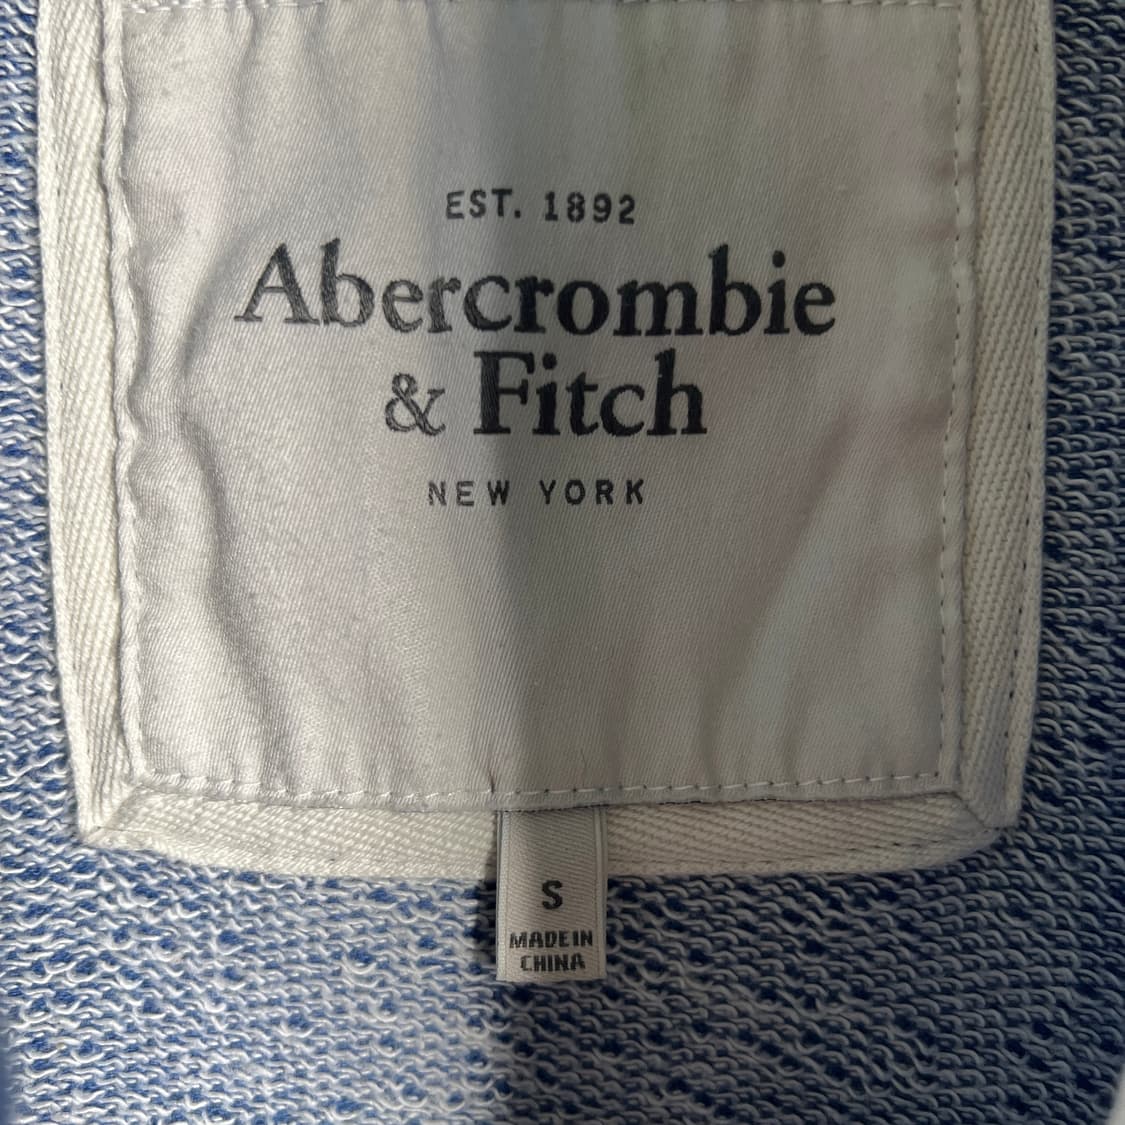 EST. 1892
Abercrombie
& Fitch
NEW YORK
S
MADE IN
CHINA